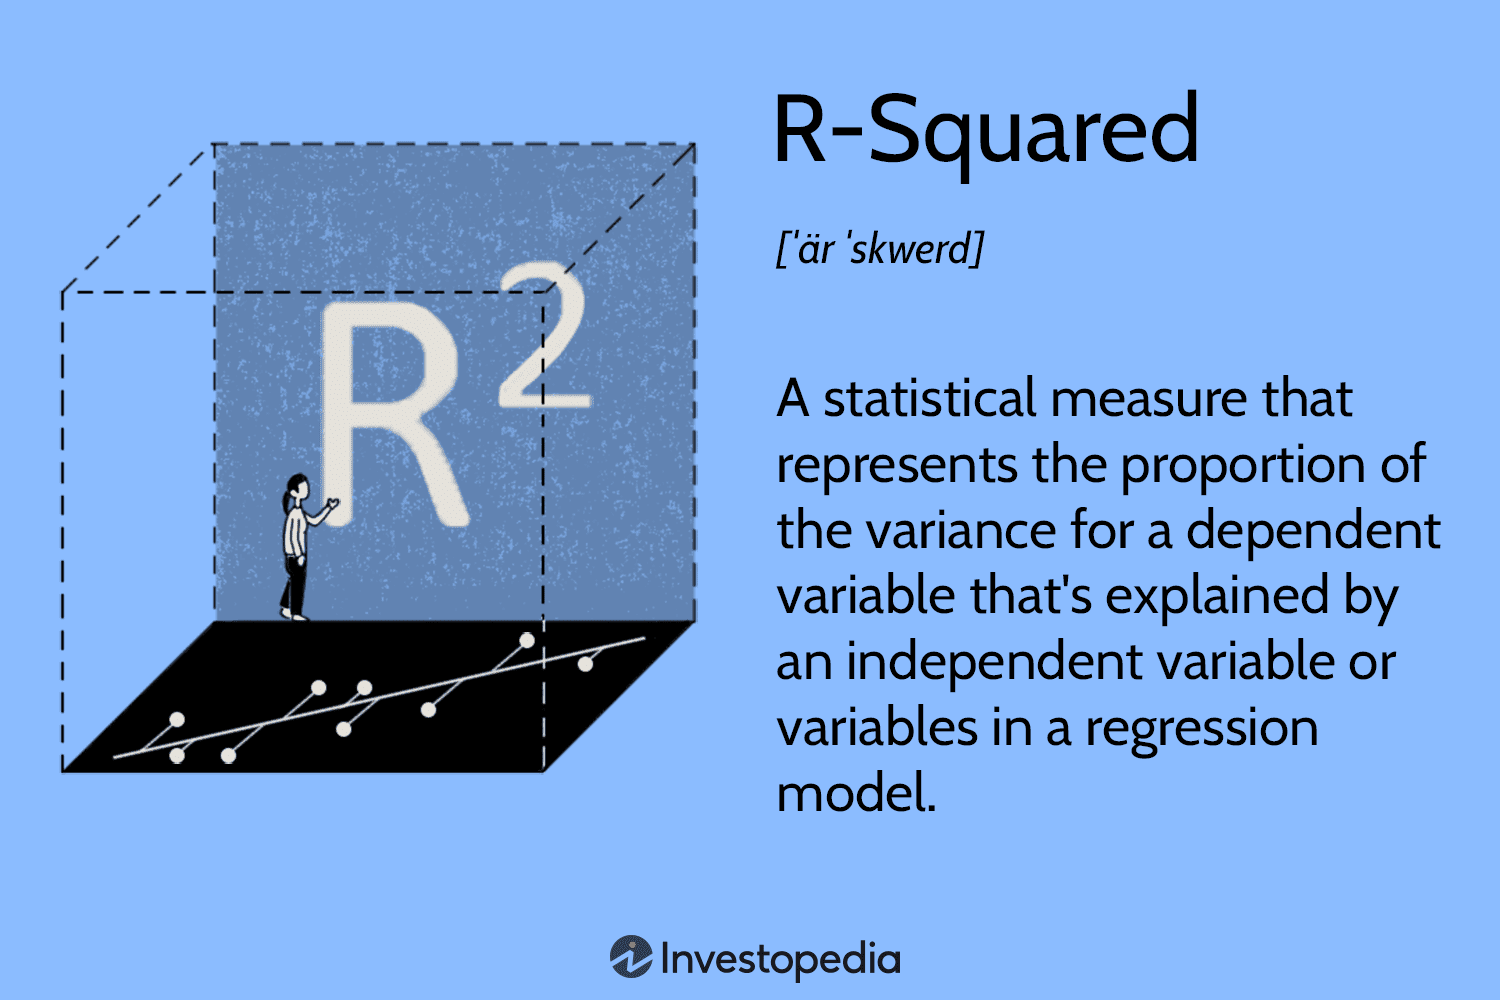 R-Squared
['är 'skwerd]
R²
A statistical measure that
represents the proportion of
the variance for a dependent
variable that's explained by
an independent variable or
variables in a regression
model.
Investopedia